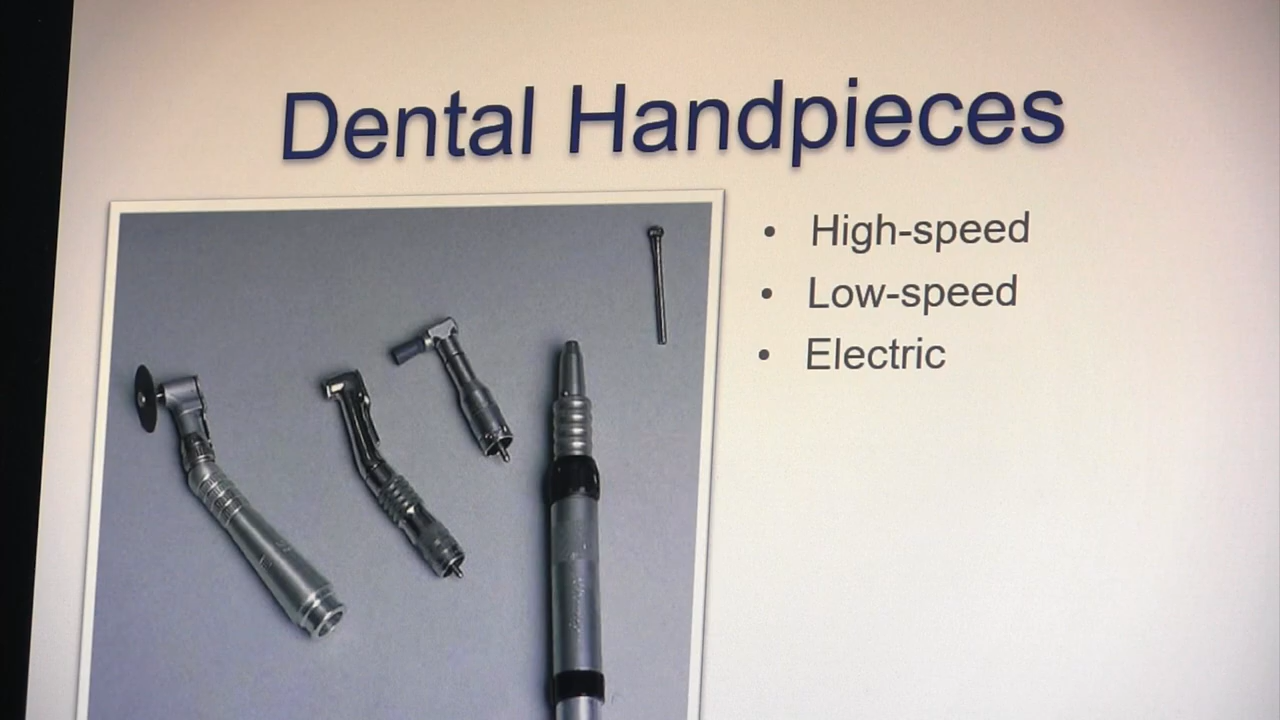 Dental Handpieces
• High-speed
• Low-speed
• Electric